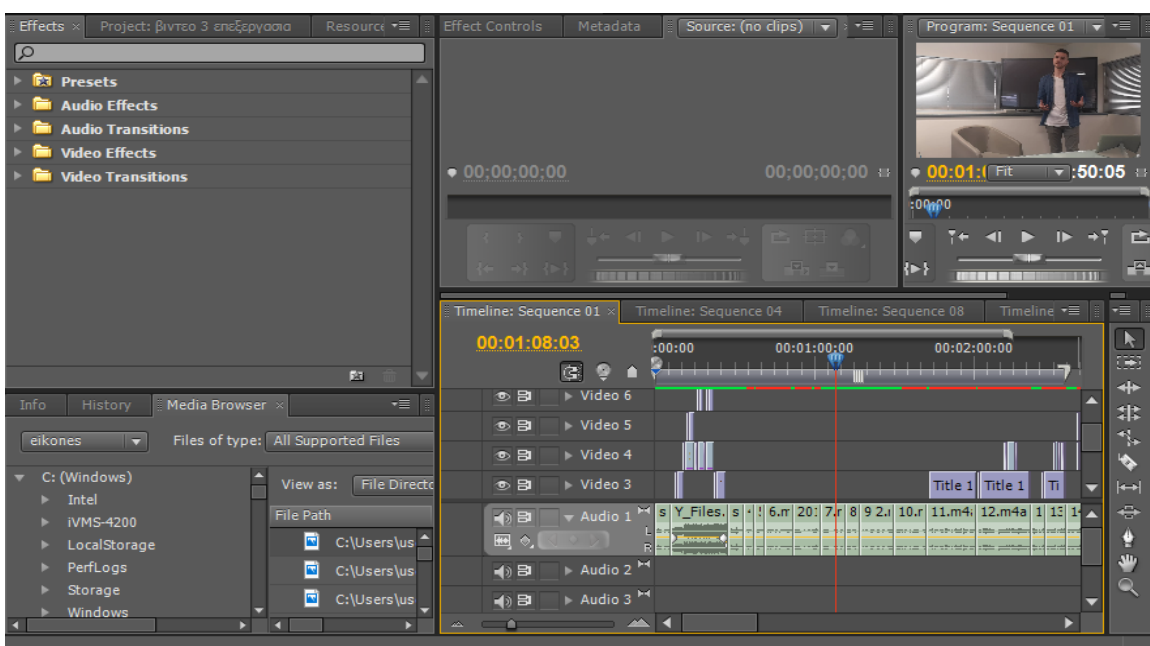 Effects × Project: βιντεο 3 επεξεργασια Resource
Presets
Audio Effects
Audio Transitions
Video Effects
Video Transitions
Effect Controls Metadata Source: (no clips)
00;00;00;00 00;00;00;00
Program: Sequence 01
00:01: Fit :50:05
:00:00
Timeline: Sequence 01 × Timeline: Sequence 04 Timeline: Sequence 08 Timeline
00:01:08:03
:00:00 00:01:00:00 00:02:00:00
Video 6
Video 5
Video 4
Video 3 Title 1 Title 1 Ti
Audio 1 s Y_Files. s 6.m 20: 7.r 8 9 2.r 10.r 11.m4a 12.m4a 1 13 1
L
R
Audio 2
Audio 3
Info History Media Browser ×
eikones Files of type: All Supported Files
C: (Windows)
Intel
iVMS-4200
LocalStorage
PerfLogs
Storage
Windows
View as: File Directo
File Path
C:\Users\us
C:\Users\us
C:\Users\us